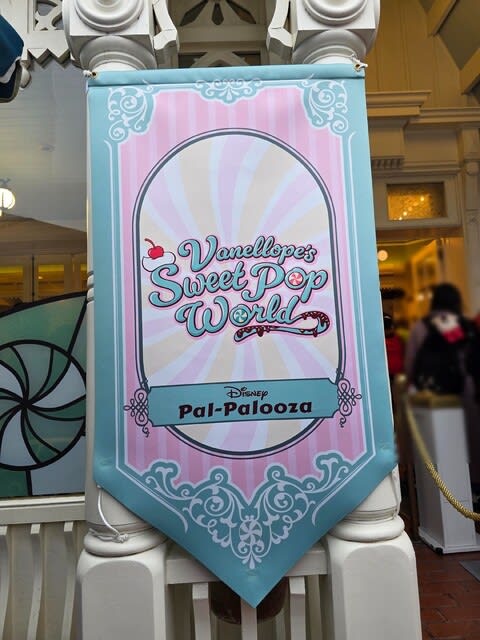 Vanellope's
Sweet Pop
World
Disney
Pal-Palooza